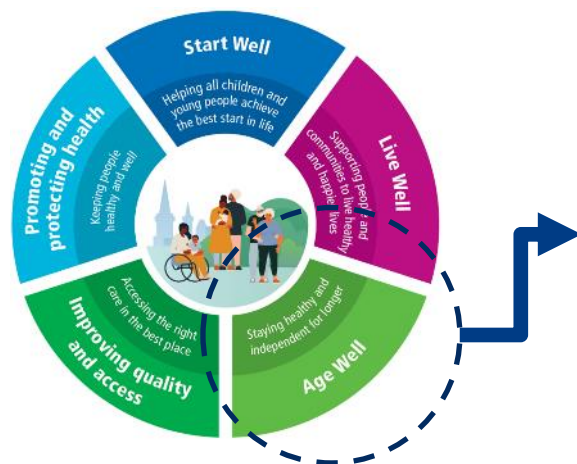 Start Well
Helping all children and
young people achieve
the best start in life
Live Well
Supporting people and
communities to live healthy
and happier lives
Age Well
Staying healthy and
independent for longer
Improving quality
and access
Accessing the right
care in the best place
Promoting and
protecting health
Keeping people
healthy and well